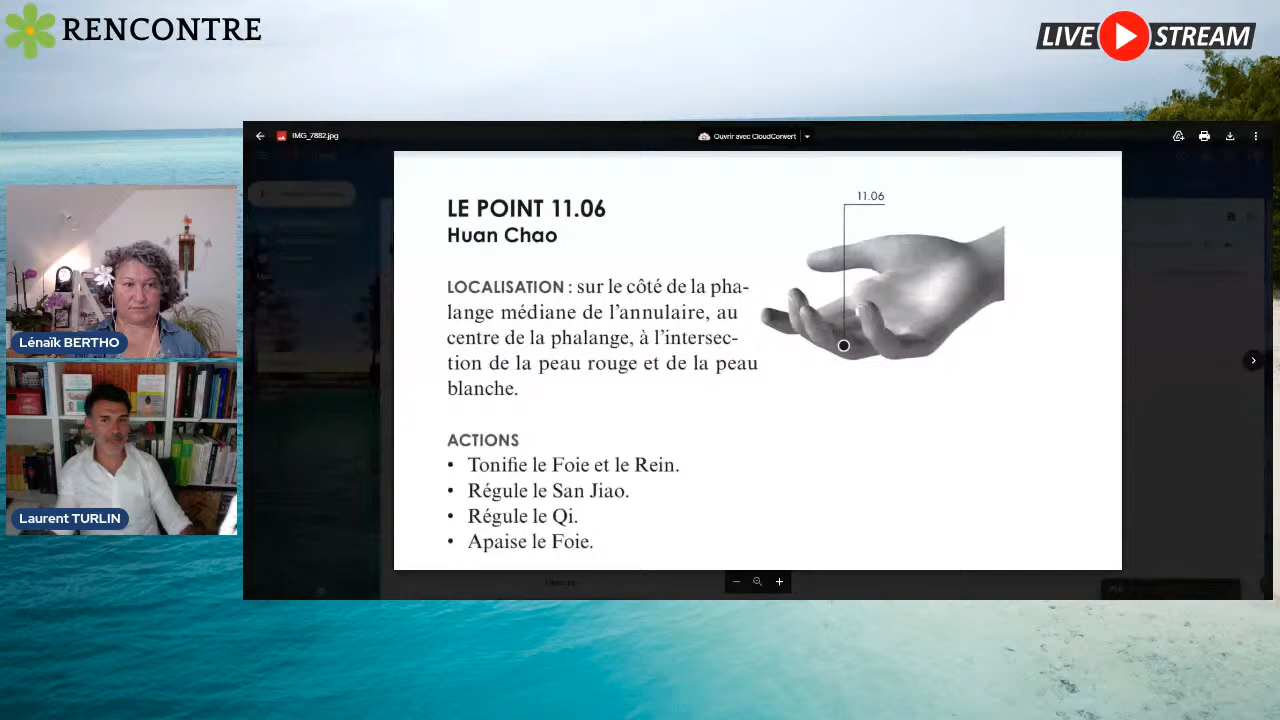 RENCONTRE
LIVE STREAM
IMG_7882.jpg
Ouvrir avec CloudConvert
LE POINT 11.06
Huan Chao
11.06
LOCALISATION : sur le côté de la pha-
lange médiane de l'annulaire, au
centre de la phalange, à l'intersec-
tion de la peau rouge et de la peau
blanche.
ACTIONS
• Tonifie le Foie et le Rein.
• Régule le San Jiao.
• Régule le Qi.
• Apaise le Foie.
Lénaïk BERTHO
Laurent TURLIN